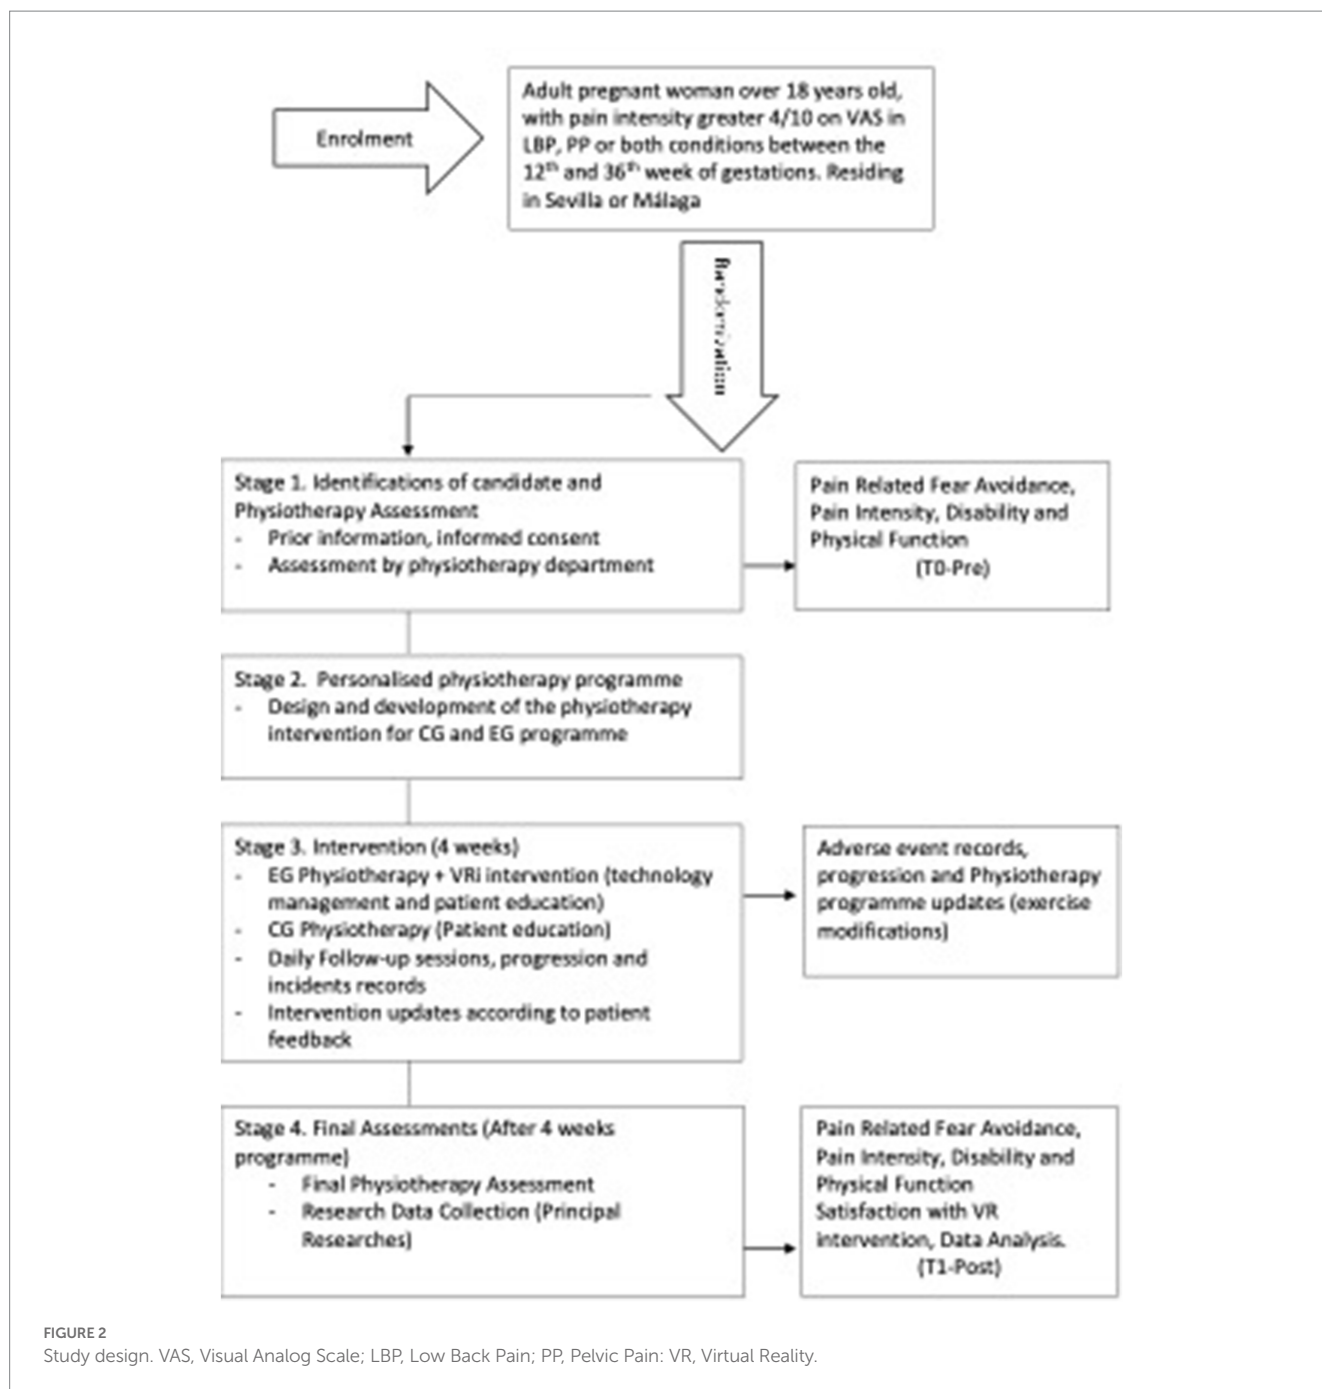 Enrolment
Adult pregnant woman over 18 years old,
with pain intensity greater 4/10 on VAS in
LBP, PP or both conditions between the
12th and 36th week of gestations. Residing
in Sevilla or Málaga
Randomization
Stage 1. Identifications of candidate and
Physiotherapy Assessment
- Prior information, informed consent
- Assessment by physiotherapy department
Pain Related Fear Avoidance,
Pain Intensity, Disability and
Physical Function
(T0-Pre)
Stage 2. Personalised physiotherapy programme
- Design and development of the physiotherapy
intervention for CG and EG programme
Stage 3. Intervention (4 weeks)
- EG Physiotherapy + VRi intervention (technology
management and patient education)
- CG Physiotherapy (Patient education)
- Daily Follow-up sessions, progression and
incidents records
- Intervention updates according to patient
feedback
Adverse event records,
progression and Physiotherapy
programme updates (exercise
modifications)
Stage 4. Final Assessments (After 4 weeks
programme)
- Final Physiotherapy Assessment
- Research Data Collection (Principal
Researches)
Pain Related Fear Avoidance,
Pain Intensity, Disability and
Physical Function
Satisfaction with VR
intervention, Data Analysis.
(T1-Post)
FIGURE 2
Study design. VAS, Visual Analog Scale; LBP, Low Back Pain; PP, Pelvic Pain: VR, Virtual Reality.